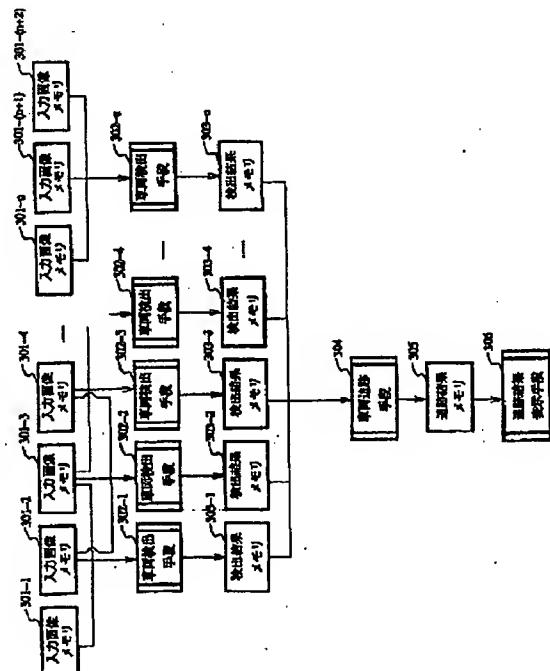 301-1
入力画像
メモリ
301-2
入力画像
メモリ
301-3
入力画像
メモリ
301-4
入力画像
メモリ
301-n
入力画像
メモリ
301-(n+1)
入力画像
メモリ
301-(n+2)
入力画像
メモリ
302-1
車両検出
手段
302-2
車両検出
手段
302-3
車両検出
手段
302-4
車両検出
手段
302-n
車両検出
手段
303-1
検出結果
メモリ
303-2
検出結果
メモリ
303-3
検出結果
メモリ
303-4
検出結果
メモリ
303-n
検出結果
メモリ
304
車両追跡
手段
305
追跡結果
メモリ
306
追跡結果
表示手段